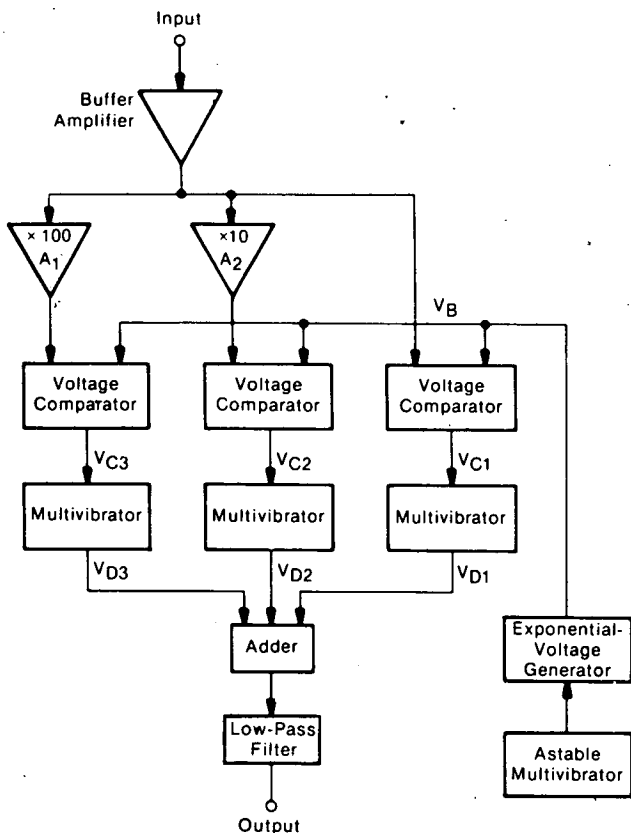 Input
Buffer
Amplifier
× 100
A1
×10
A2
VB
Voltage
Comparator
Voltage
Comparator
Voltage
Comparator
VC3
VC2
VC1
Multivibrator
Multivibrator
Multivibrator
VD3
VD2
VD1
Adder
Exponential-
Voltage
Generator
Low-Pass
Filter
Astable
Multivibrator
Output